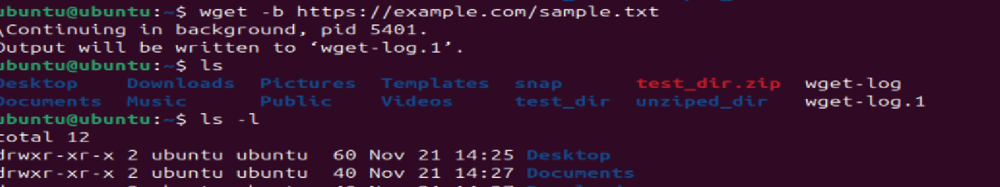 ubuntu@ubuntu:~$ wget -b https://example.com/sample.txt
\Continuing in background, pid 5401.
Output will be written to ‘wget-log.1’.
ubuntu@ubuntu:~$ ls
Desktop Downloads Pictures Templates snap test_dir.zip wget-log
Documents Music Public Videos test_dir unziped_dir wget-log.1
ubuntu@ubuntu:~$ ls -l
total 12
drwxr-xr-x 2 ubuntu ubuntu 60 Nov 21 14:25 Desktop
drwxr-xr-x 2 ubuntu ubuntu 40 Nov 21 14:27 Documents